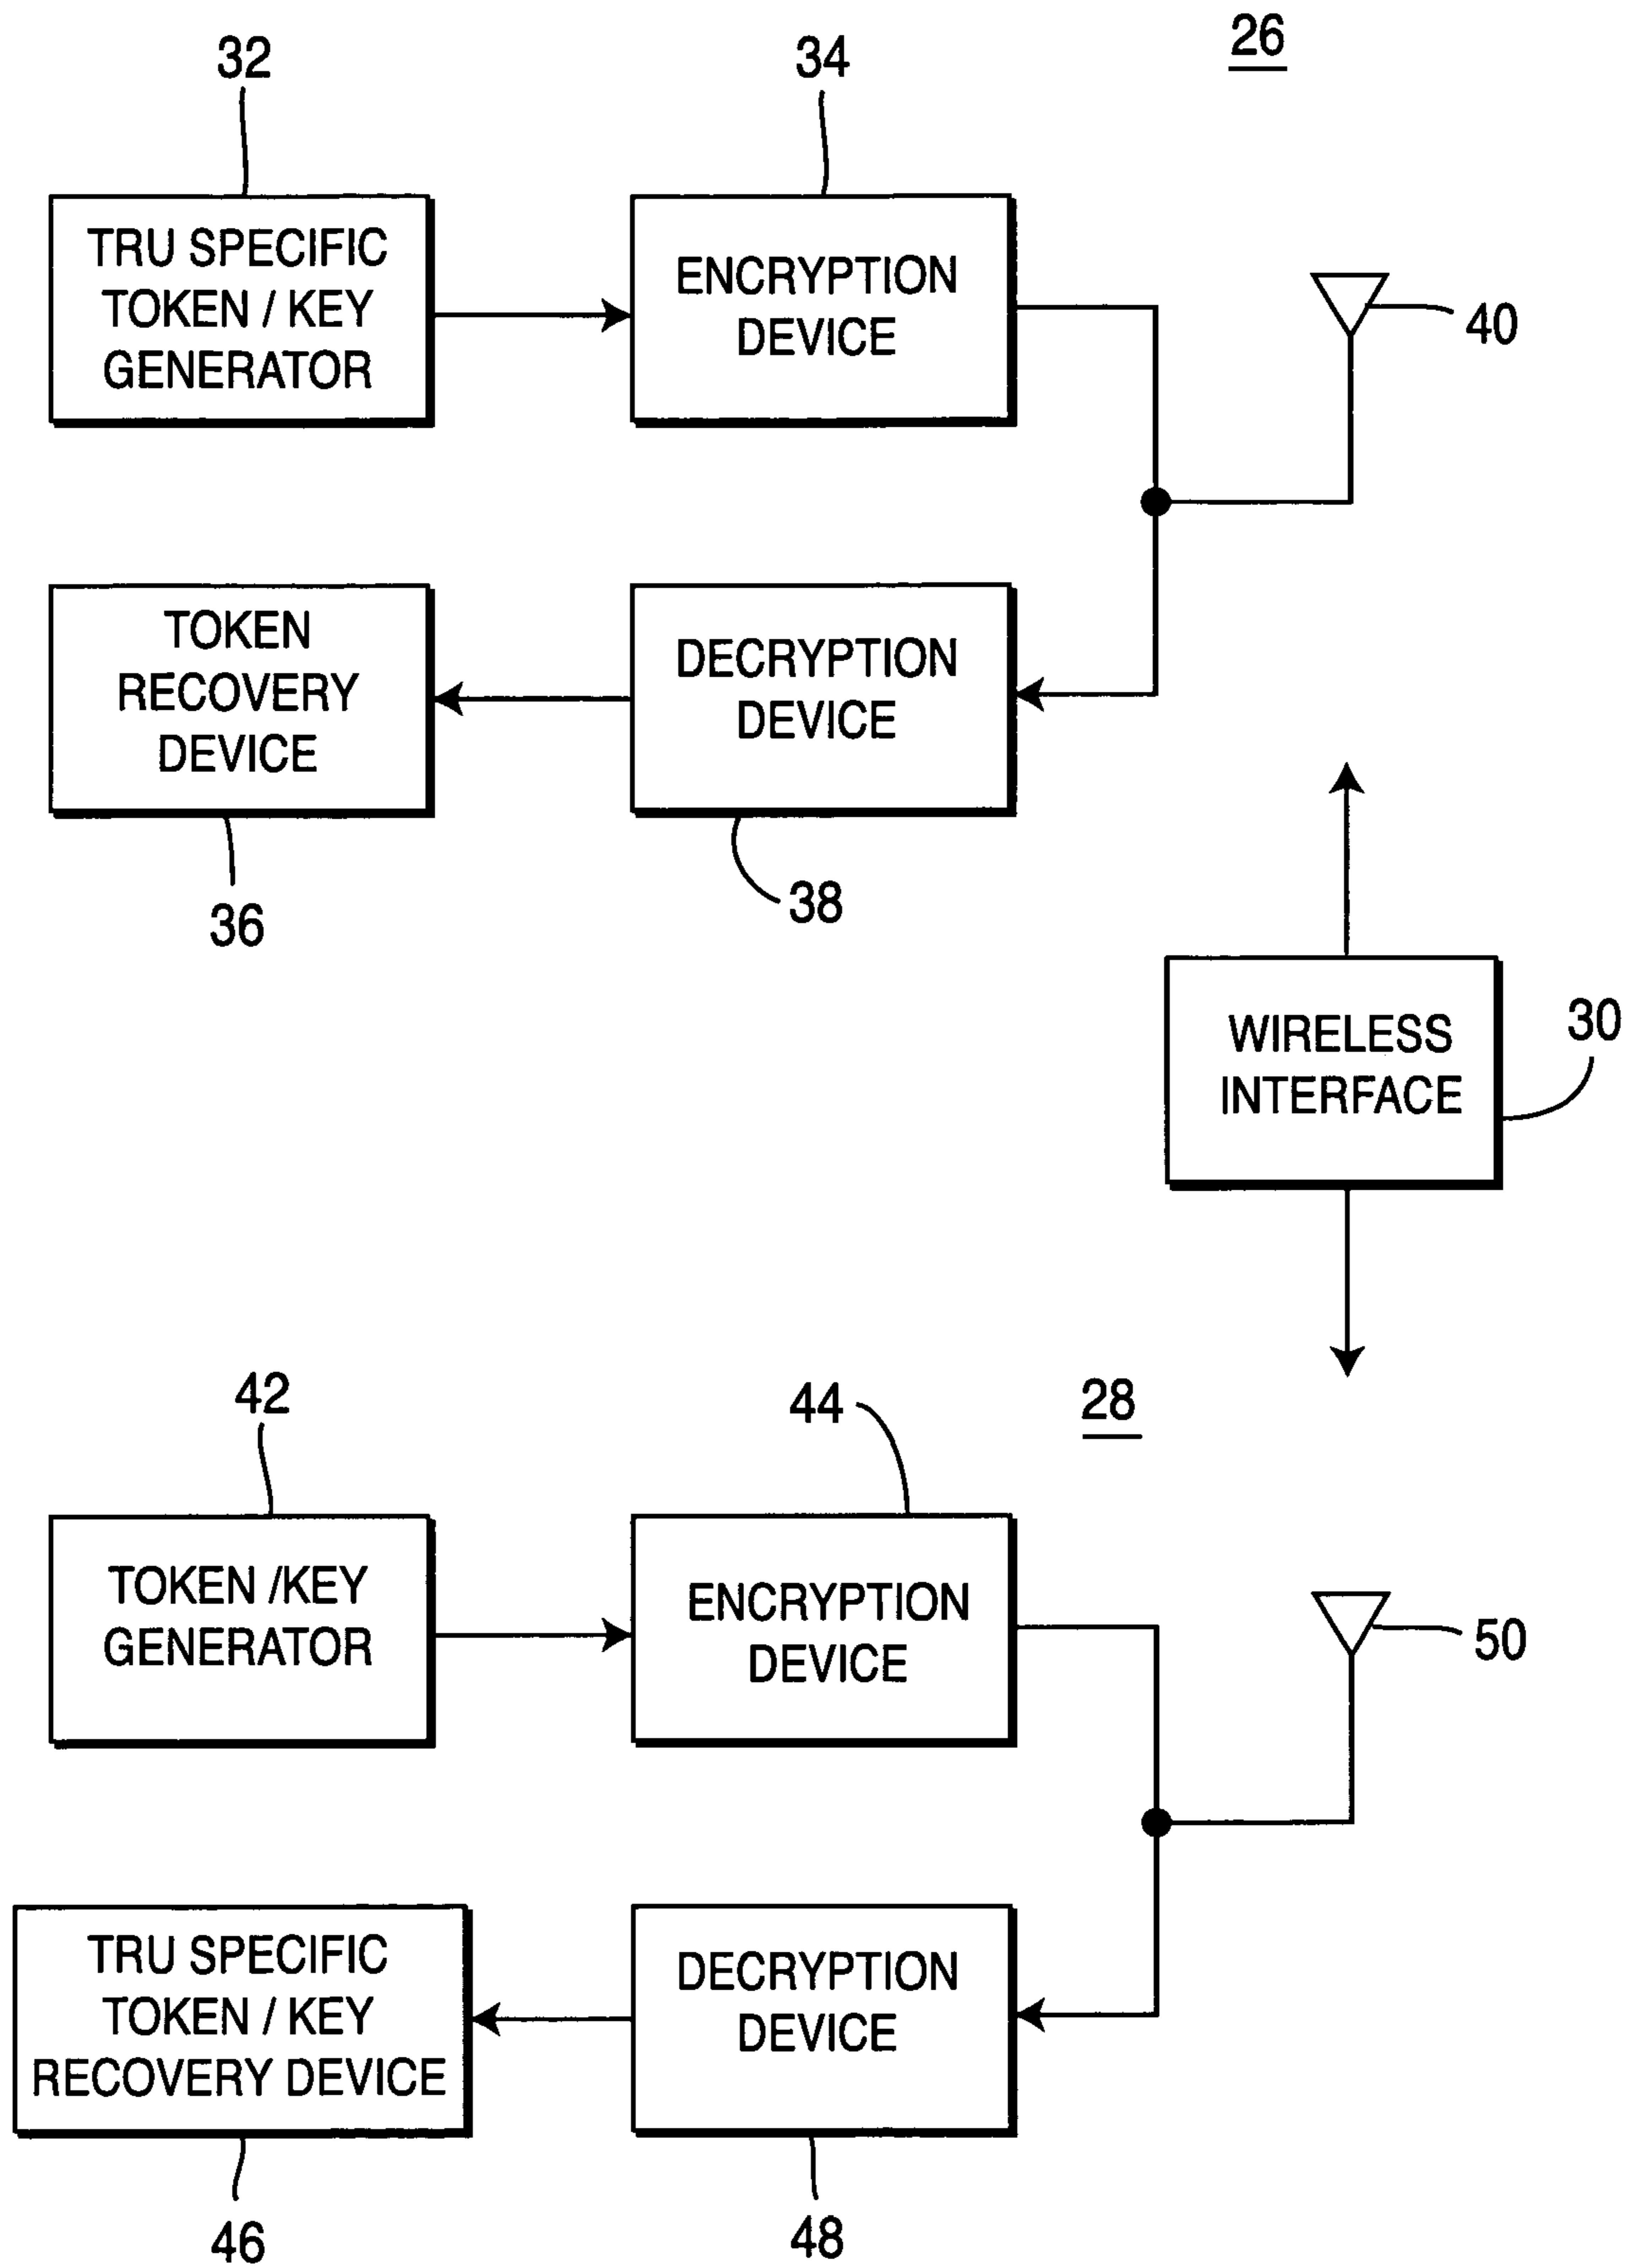 26
32
34
TRU SPECIFIC
TOKEN / KEY
GENERATOR
ENCRYPTION
DEVICE
40
TOKEN
RECOVERY
DEVICE
DECRYPTION
DEVICE
36
38
WIRELESS
INTERFACE
30
28
42
44
TOKEN /KEY
GENERATOR
ENCRYPTION
DEVICE
50
TRU SPECIFIC
TOKEN / KEY
RECOVERY DEVICE
DECRYPTION
DEVICE
46
48